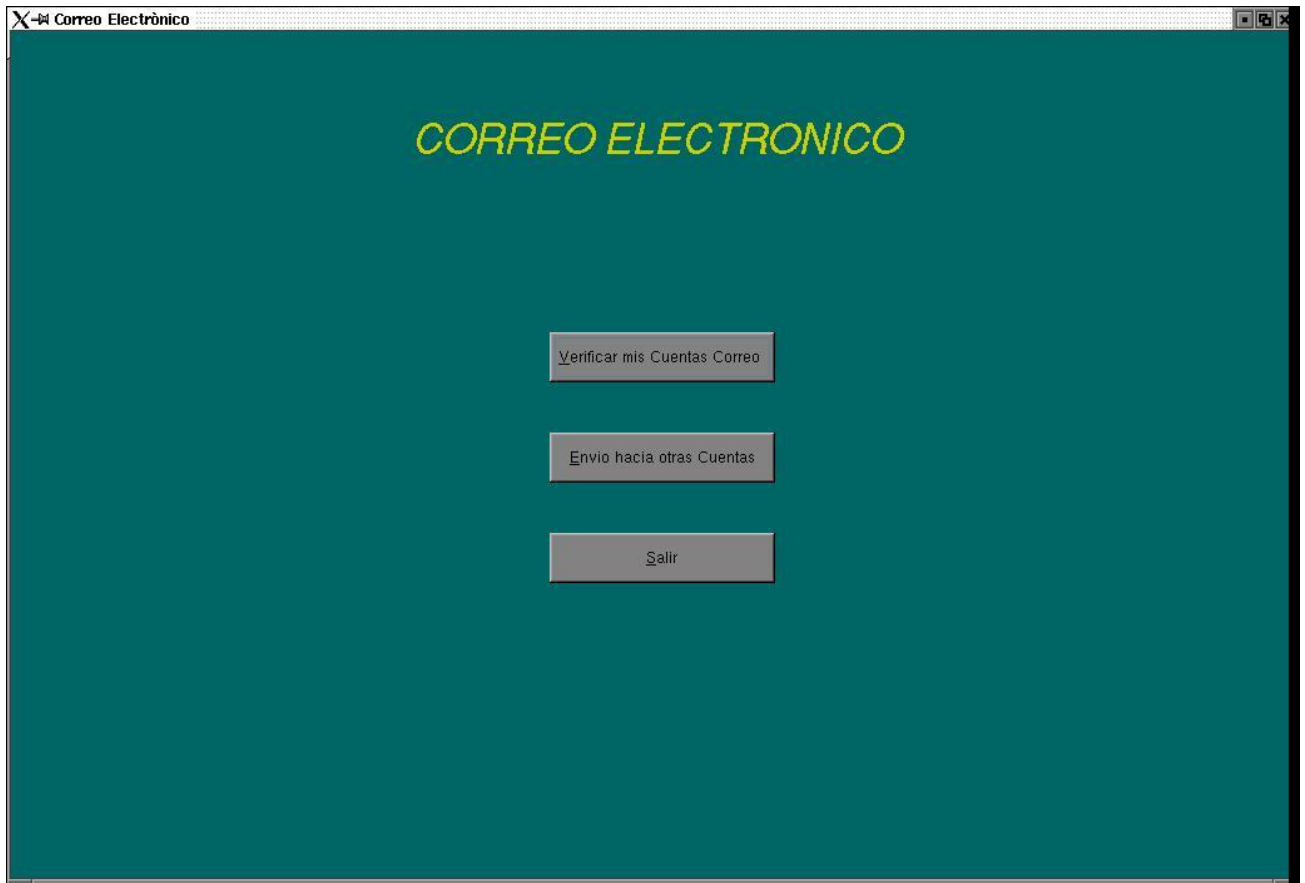 Correo Electrònico
CORREO ELECTRONICO
Verificar mis Cuentas Correo
Envio hacia otras Cuentas
Salir